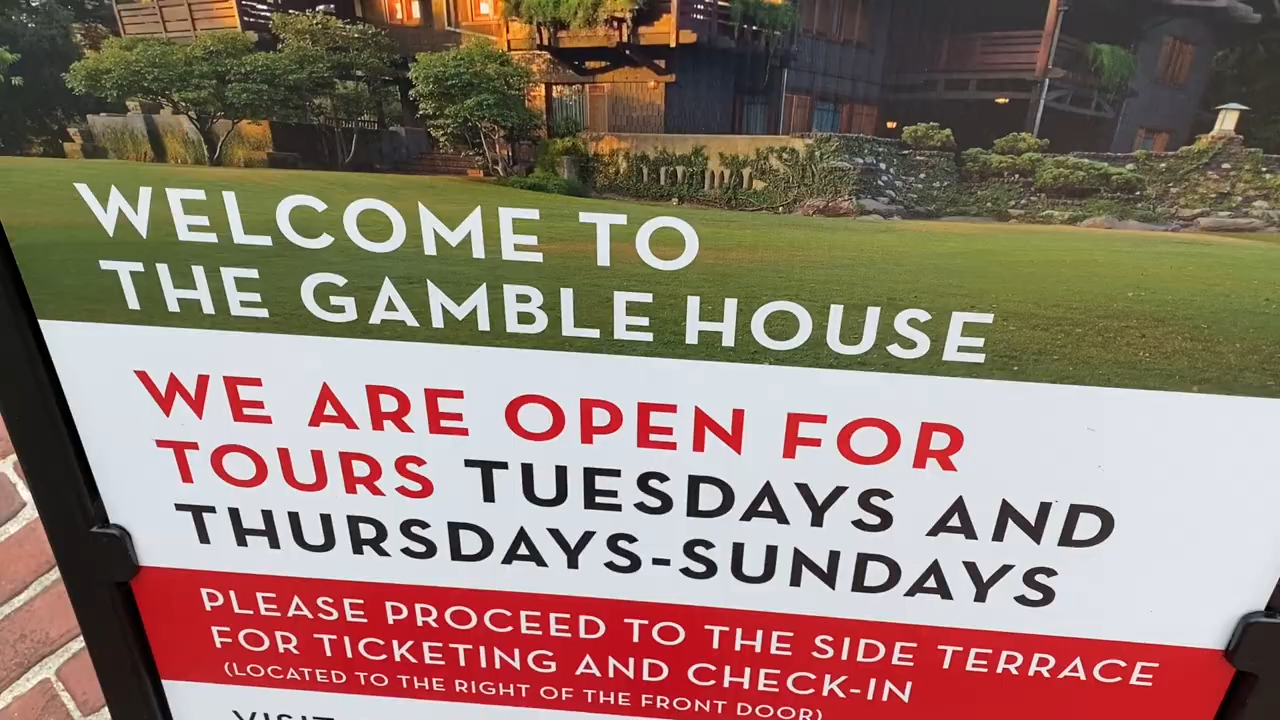 WELCOME TO
THE GAMBLE HOUSE
WE ARE OPEN FOR
TOURS TUESDAYS AND
THURSDAYS-SUNDAYS
PLEASE PROCEED TO THE SIDE TERRACE
FOR TICKETING AND CHECK-IN
(LOCATED TO THE RIGHT OF THE FRONT DOOR)
VISIT